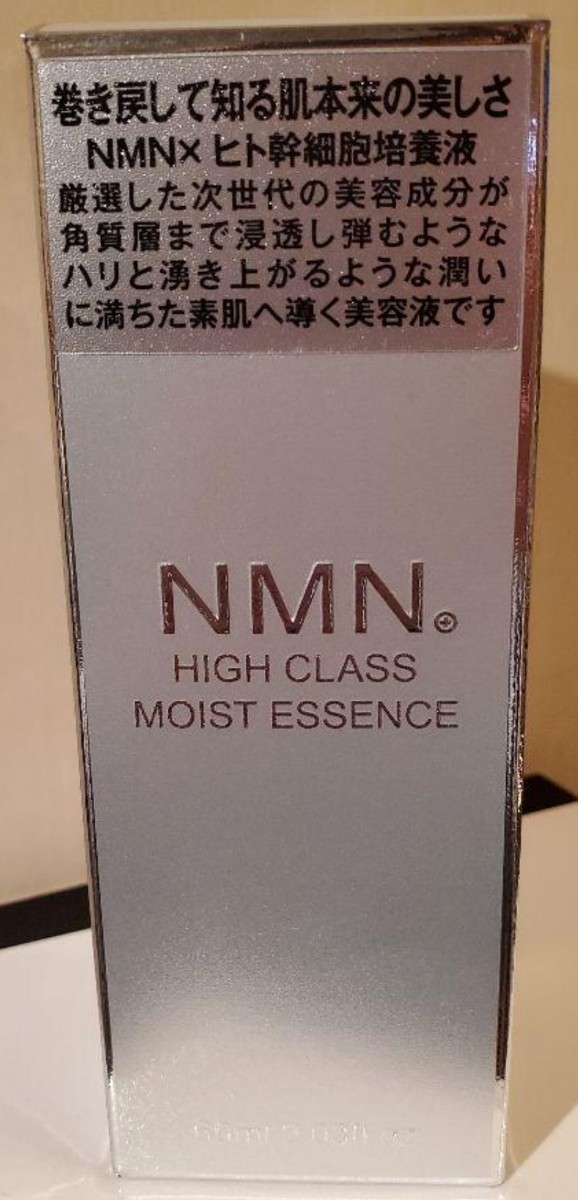 巻き戻して知る肌本来の美しさ
NMN×ヒト幹細胞培養液
厳選した次世代の美容成分が
角質層まで浸透し弾むような
ハリと湧き上がるような潤い
に満ちた素肌へ導く美容液です
NMN
HIGH CLASS
MOIST ESSENCE